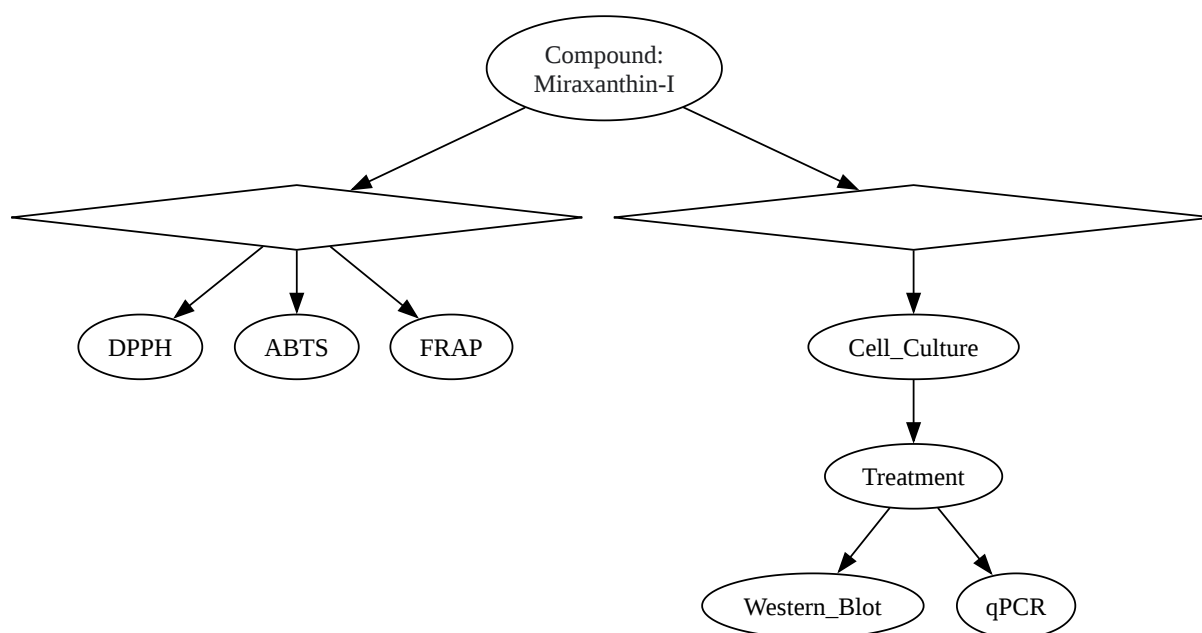 Compound:
Miraxanthin-I
DPPH
ABTS
FRAP
Cell_Culture
Treatment
Western_Blot
qPCR